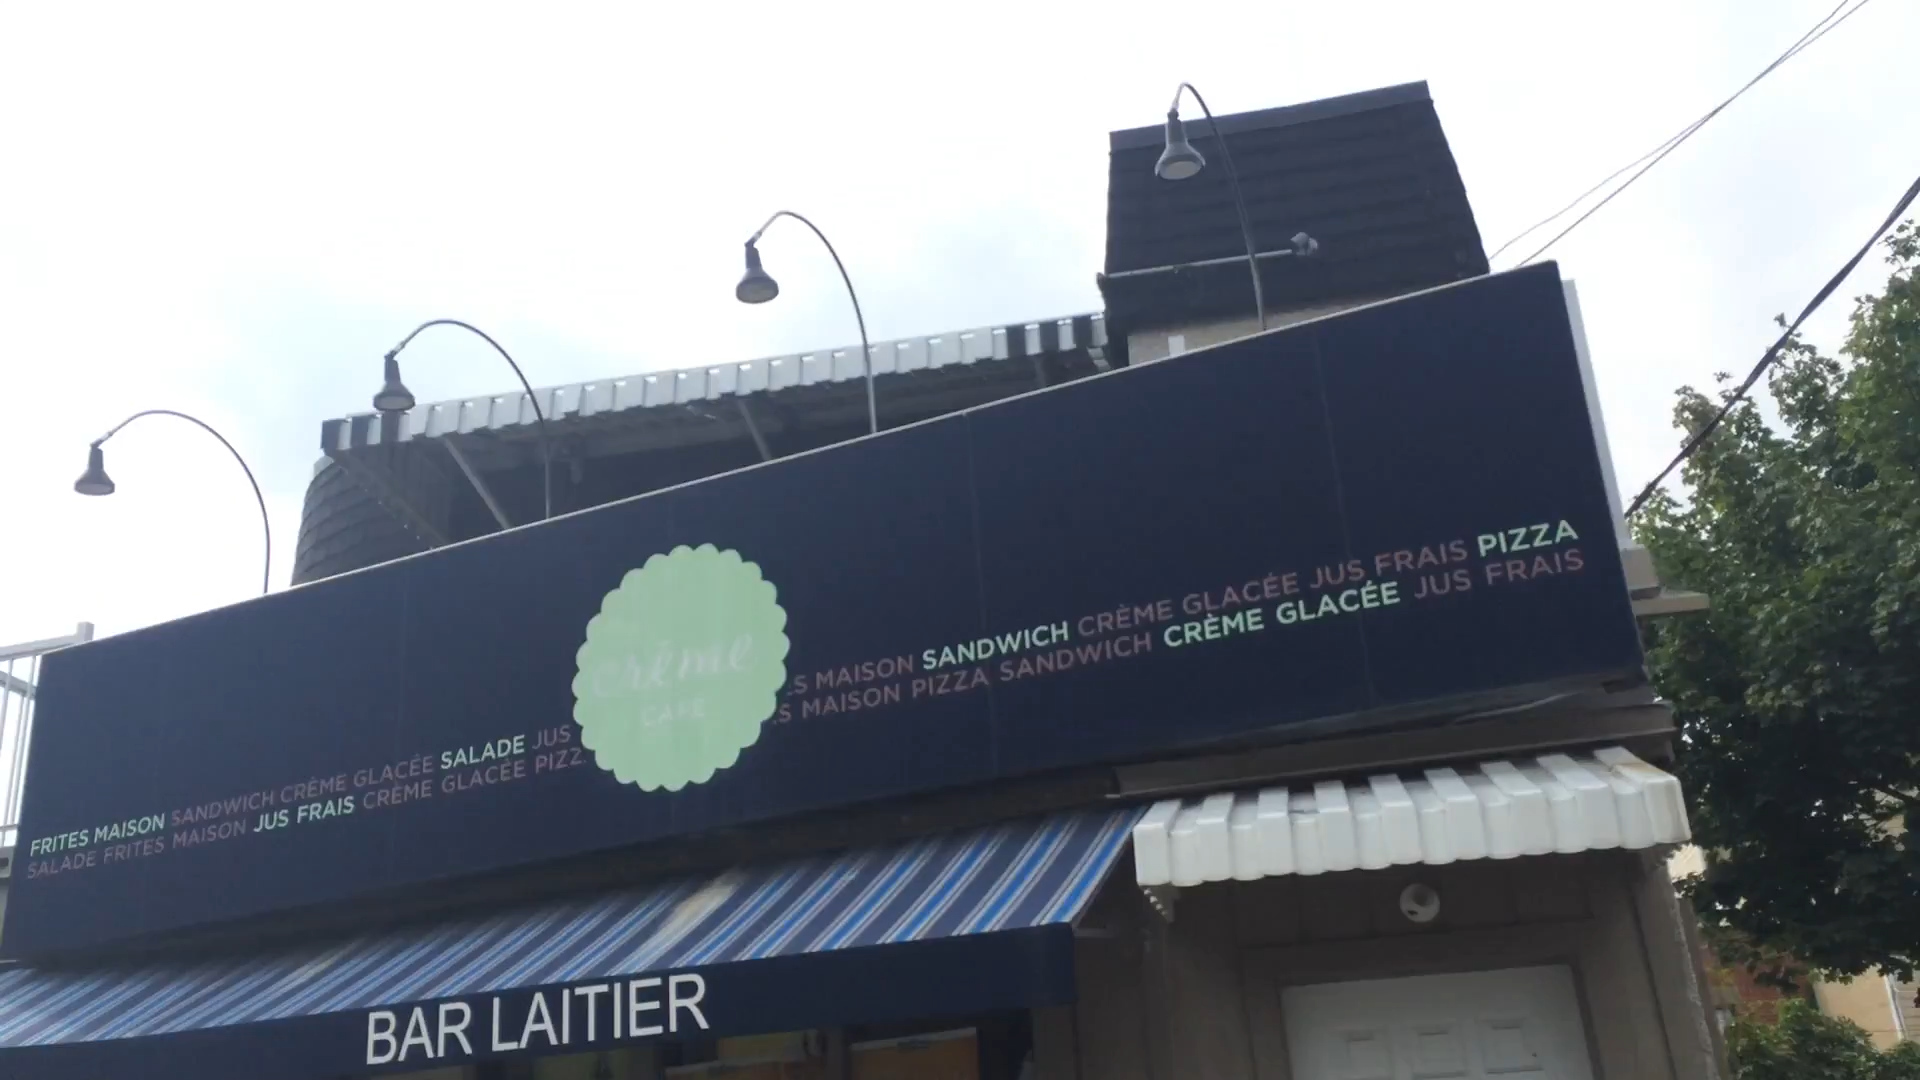 FRITES MAISON SANDWICH CRÈME GLACÉE SALADE JUS
SALADE FRITES MAISON JUS FRAIS CRÈME GLACÉE PIZZ
crème
CAFÉ
ES MAISON SANDWICH CRÈME GLACÉE JUS FRAIS PIZZA
S MAISON PIZZA SANDWICH CRÈME GLACÉE JUS FRAIS
BAR LAITIER